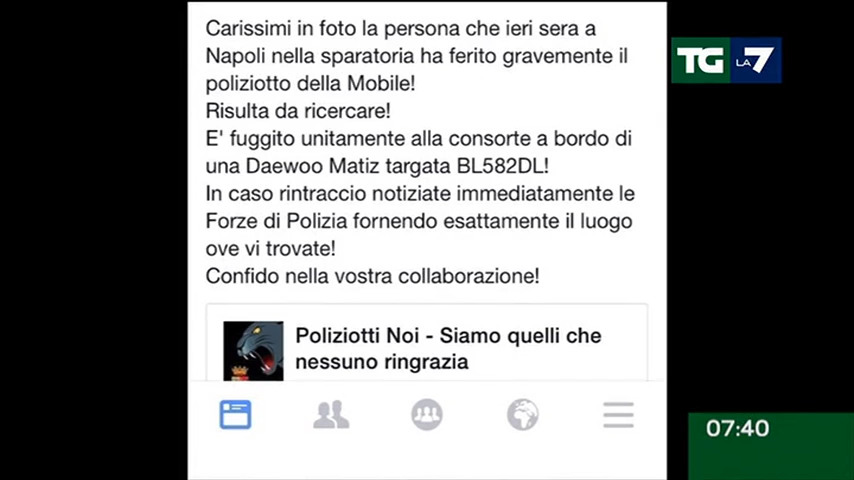 Carissimi in foto la persona che ieri sera a
Napoli nella sparatoria ha ferito gravemente il
poliziotto della Mobile!
Risulta da ricercare!
E' fuggito unitamente alla consorte a bordo di
una Daewoo Matiz targata BL582DL!
In caso rintraccio notiziate immediatamente le
Forze di Polizia fornendo esattamente il luogo
ove vi trovate!
Confido nella vostra collaborazione!
Poliziotti Noi - Siamo quelli che
nessuno ringrazia
TG LA7
07:40